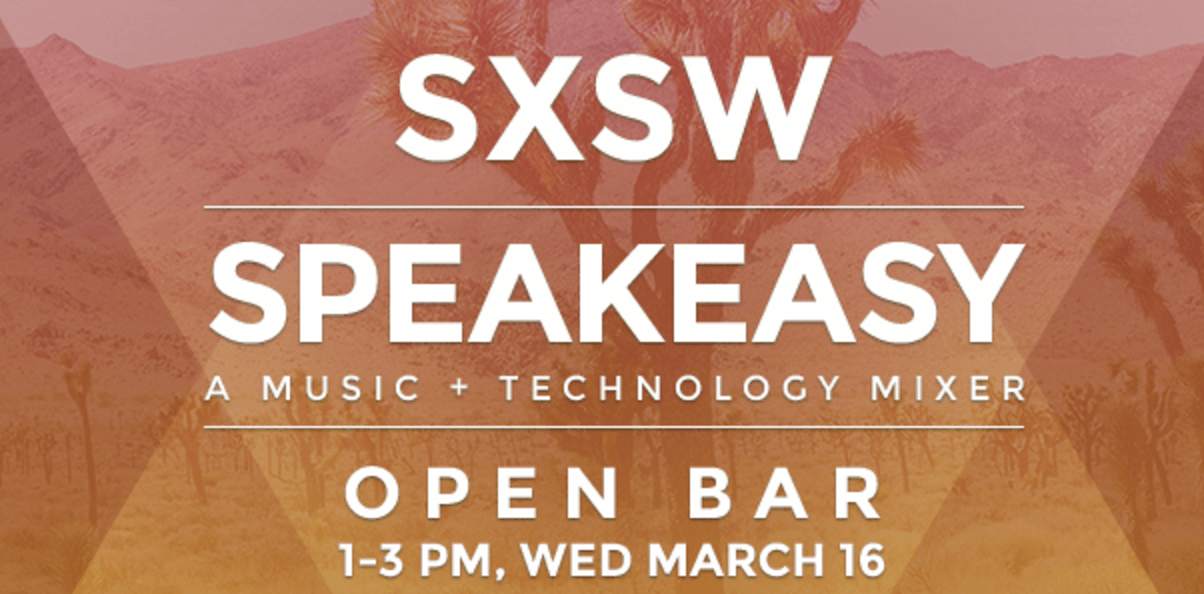 SXSW
SPEAKEASY
A MUSIC + TECHNOLOGY MIXER
OPEN BAR
1-3 PM, WED MARCH 16